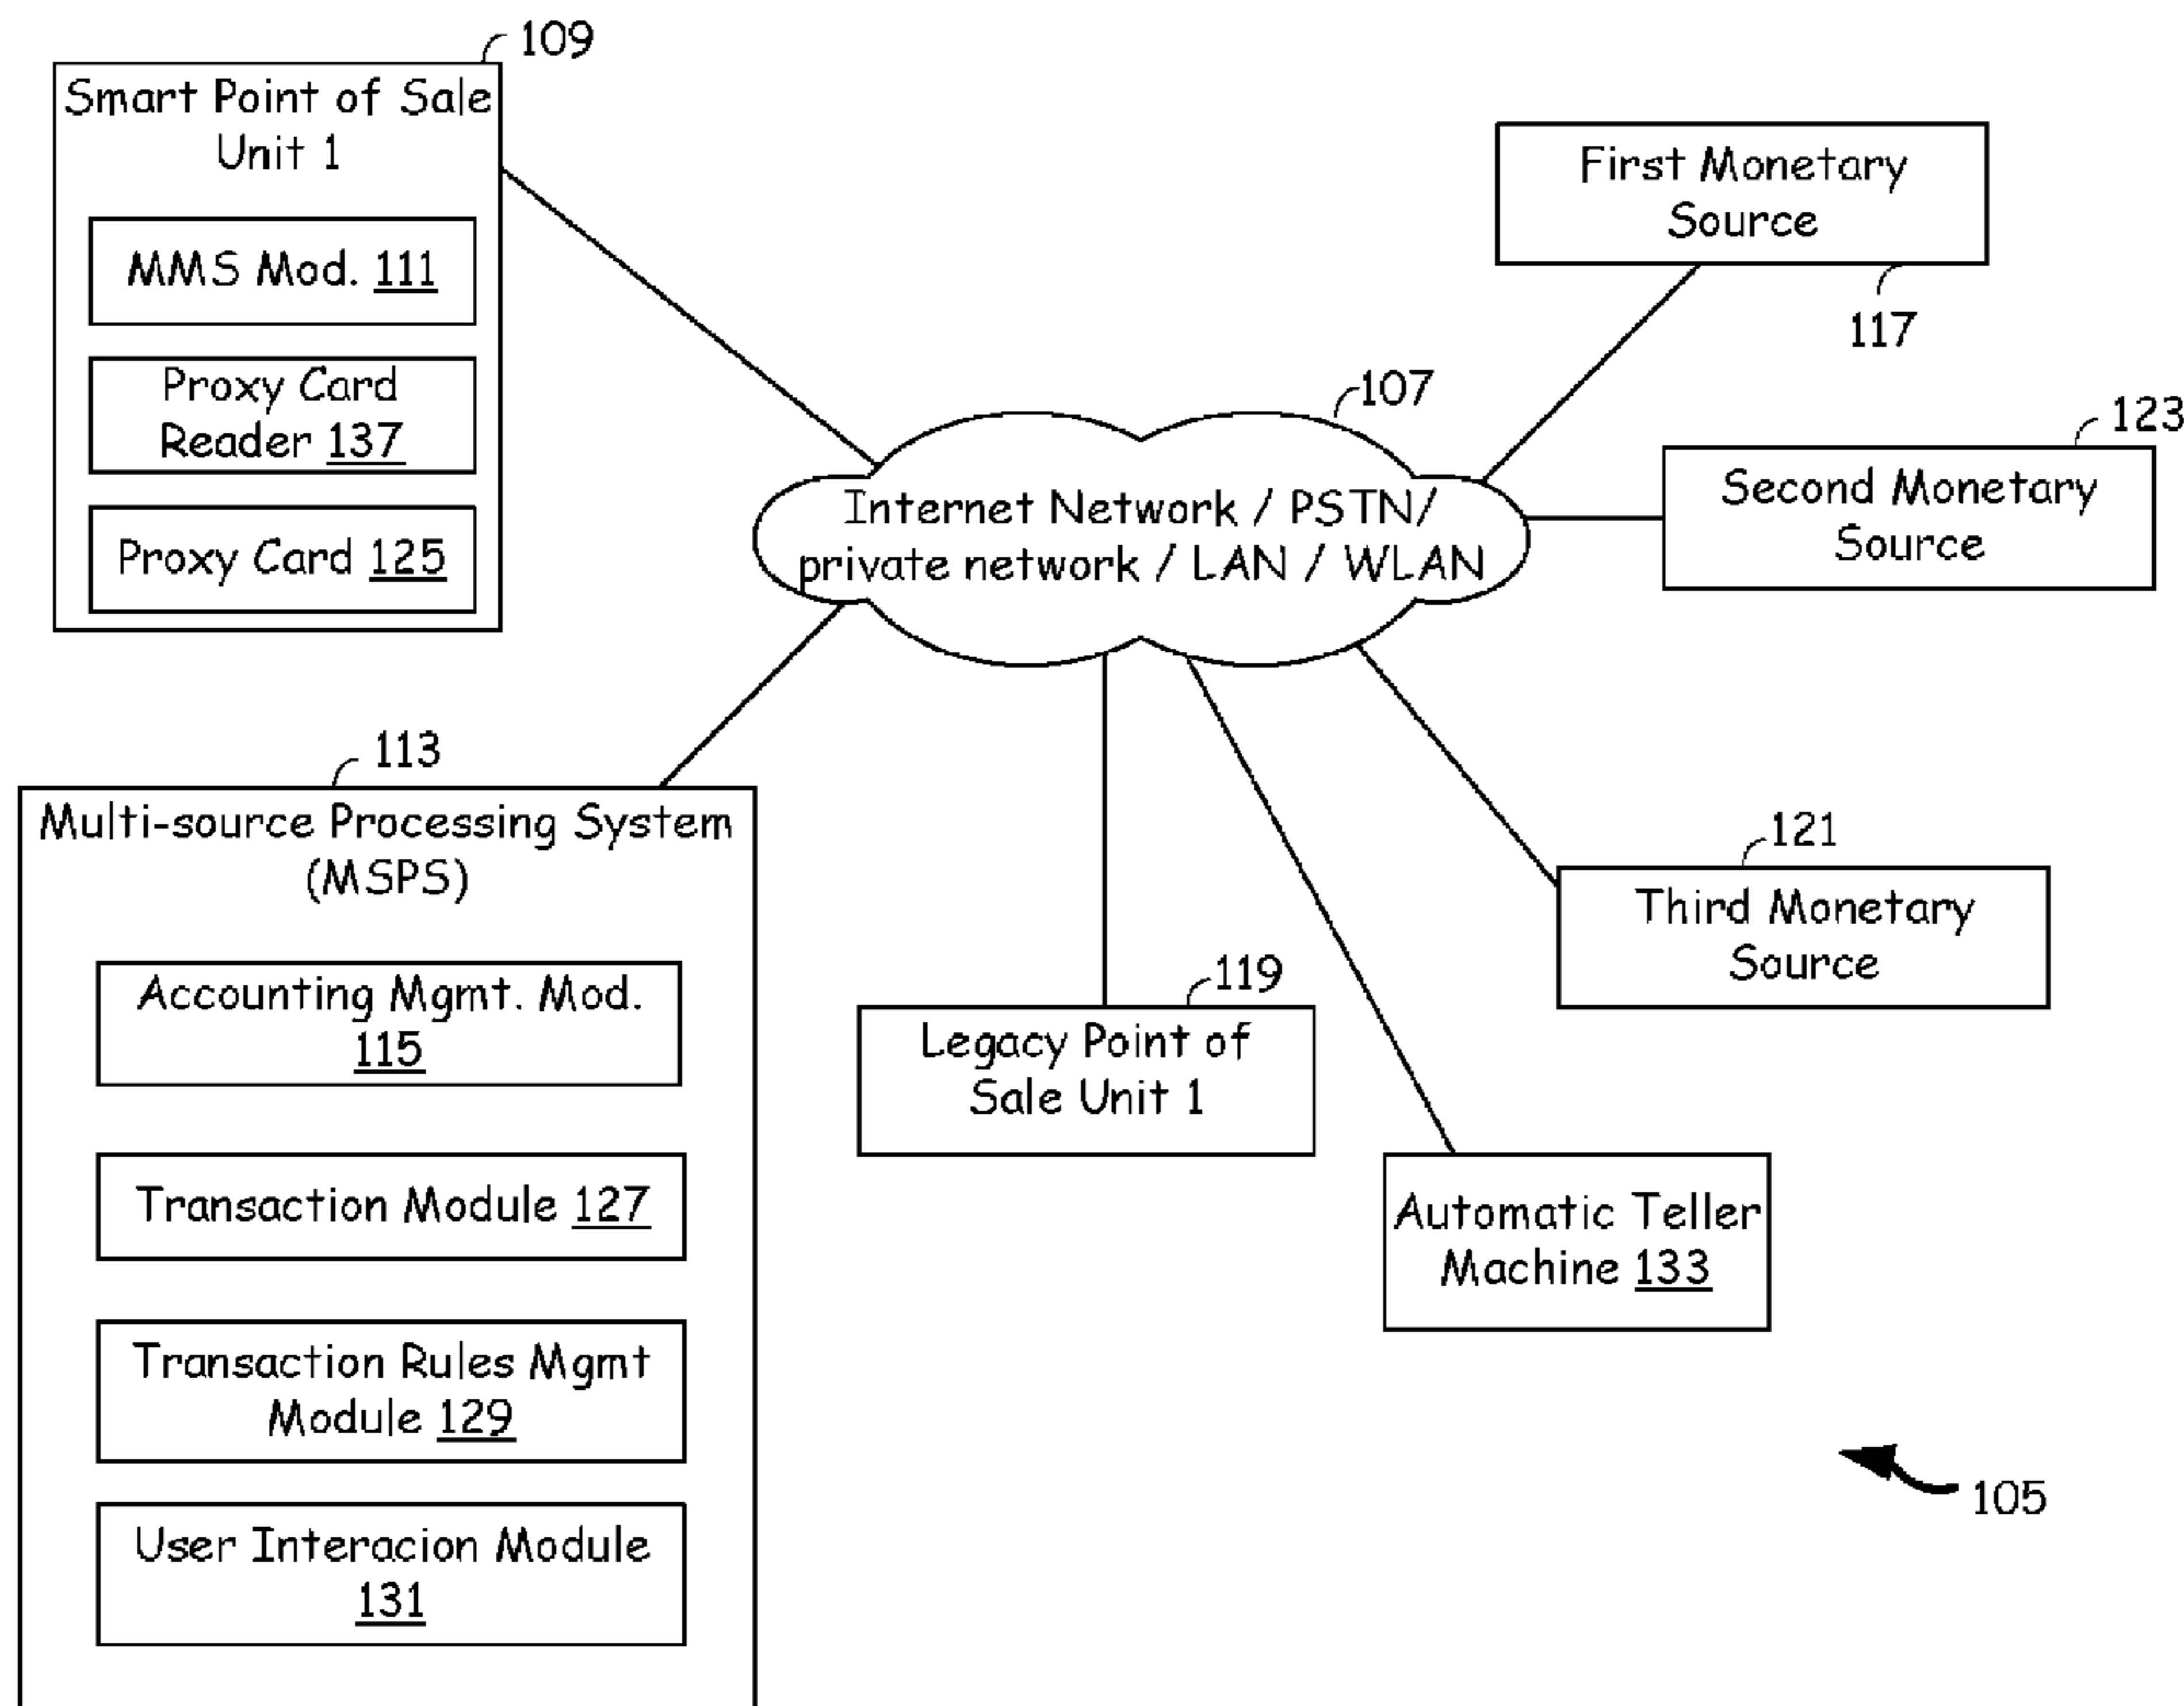 109
Smart Point of Sale
Unit 1
MMS Mod. 111
Proxy Card
Reader 137
Proxy Card 125
First Monetary
Source
117
107
123
Internet Network / PSTN/
private network / LAN / WLAN
Second Monetary
Source
113
Multi-source Processing System
(MSPS)
Accounting Mgmt. Mod.
115
Transaction Module 127
Transaction Rules Mgmt
Module 129
User Interacion Module
131
121
Third Monetary
Source
119
Legacy Point of
Sale Unit 1
Automatic Teller
Machine 133
105